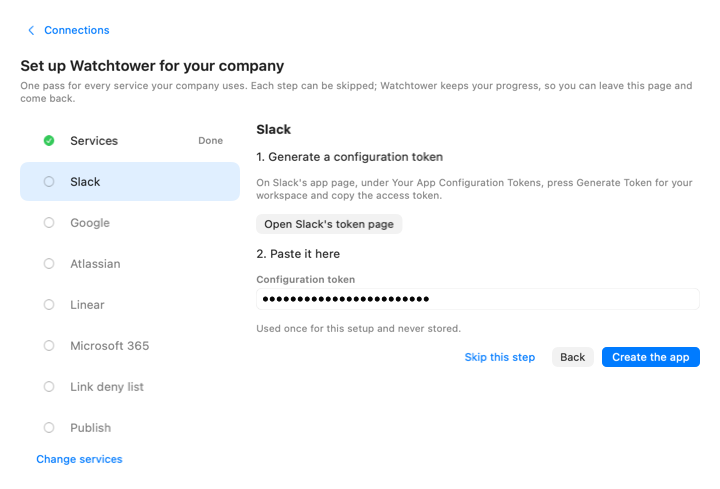 Connections
Set up Watchtower for your company
One pass for every service your company uses. Each step can be skipped; Watchtower keeps your progress, so you can leave this page and
come back.
Services
Done
Slack
Google
Atlassian
Linear
Microsoft 365
Link deny list
Publish
Change services
Slack
1. Generate a configuration token
On Slack's app page, under Your App Configuration Tokens, press Generate Token for your
workspace and copy the access token.
Open Slack's token page
2. Paste it here
Configuration token
••••••••••••••••••••••••
Used once for this setup and never stored.
Skip this step
Back
Create the app